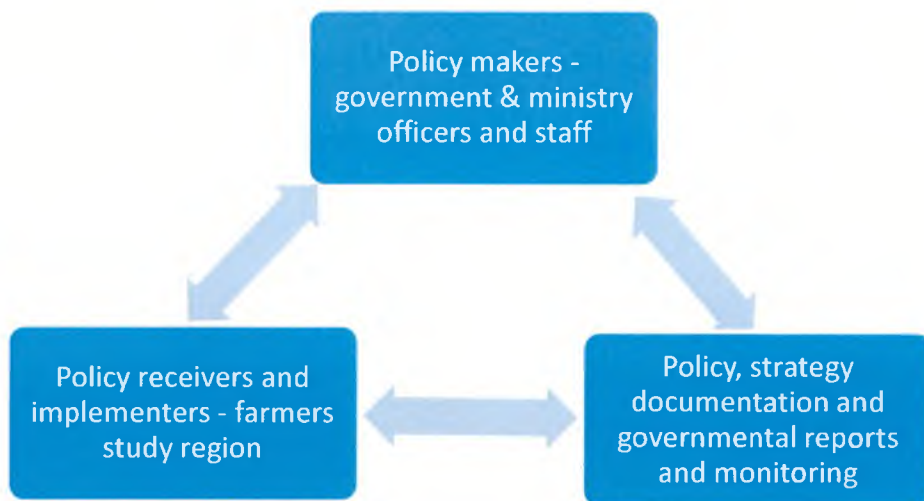 Policy makers -
government & ministry
officers and staff
Policy receivers and
implementers - farmers
study region
Policy, strategy
documentation and
governmental reports
and monitoring